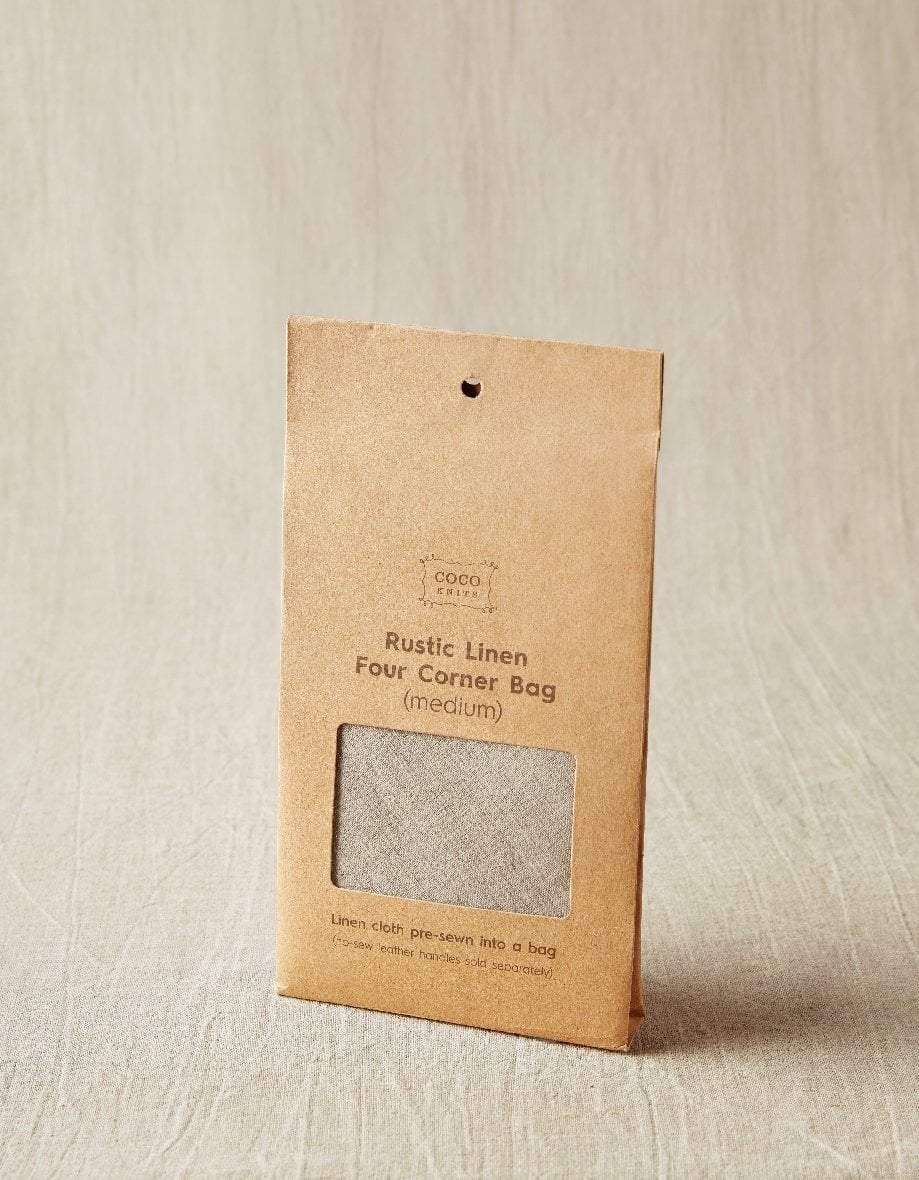 COCO
KNITS
Rustic Linen
Four Corner Bag
(medium)
Linen cloth pre-sewn into a bag
(no-sew leather handles sold separately)